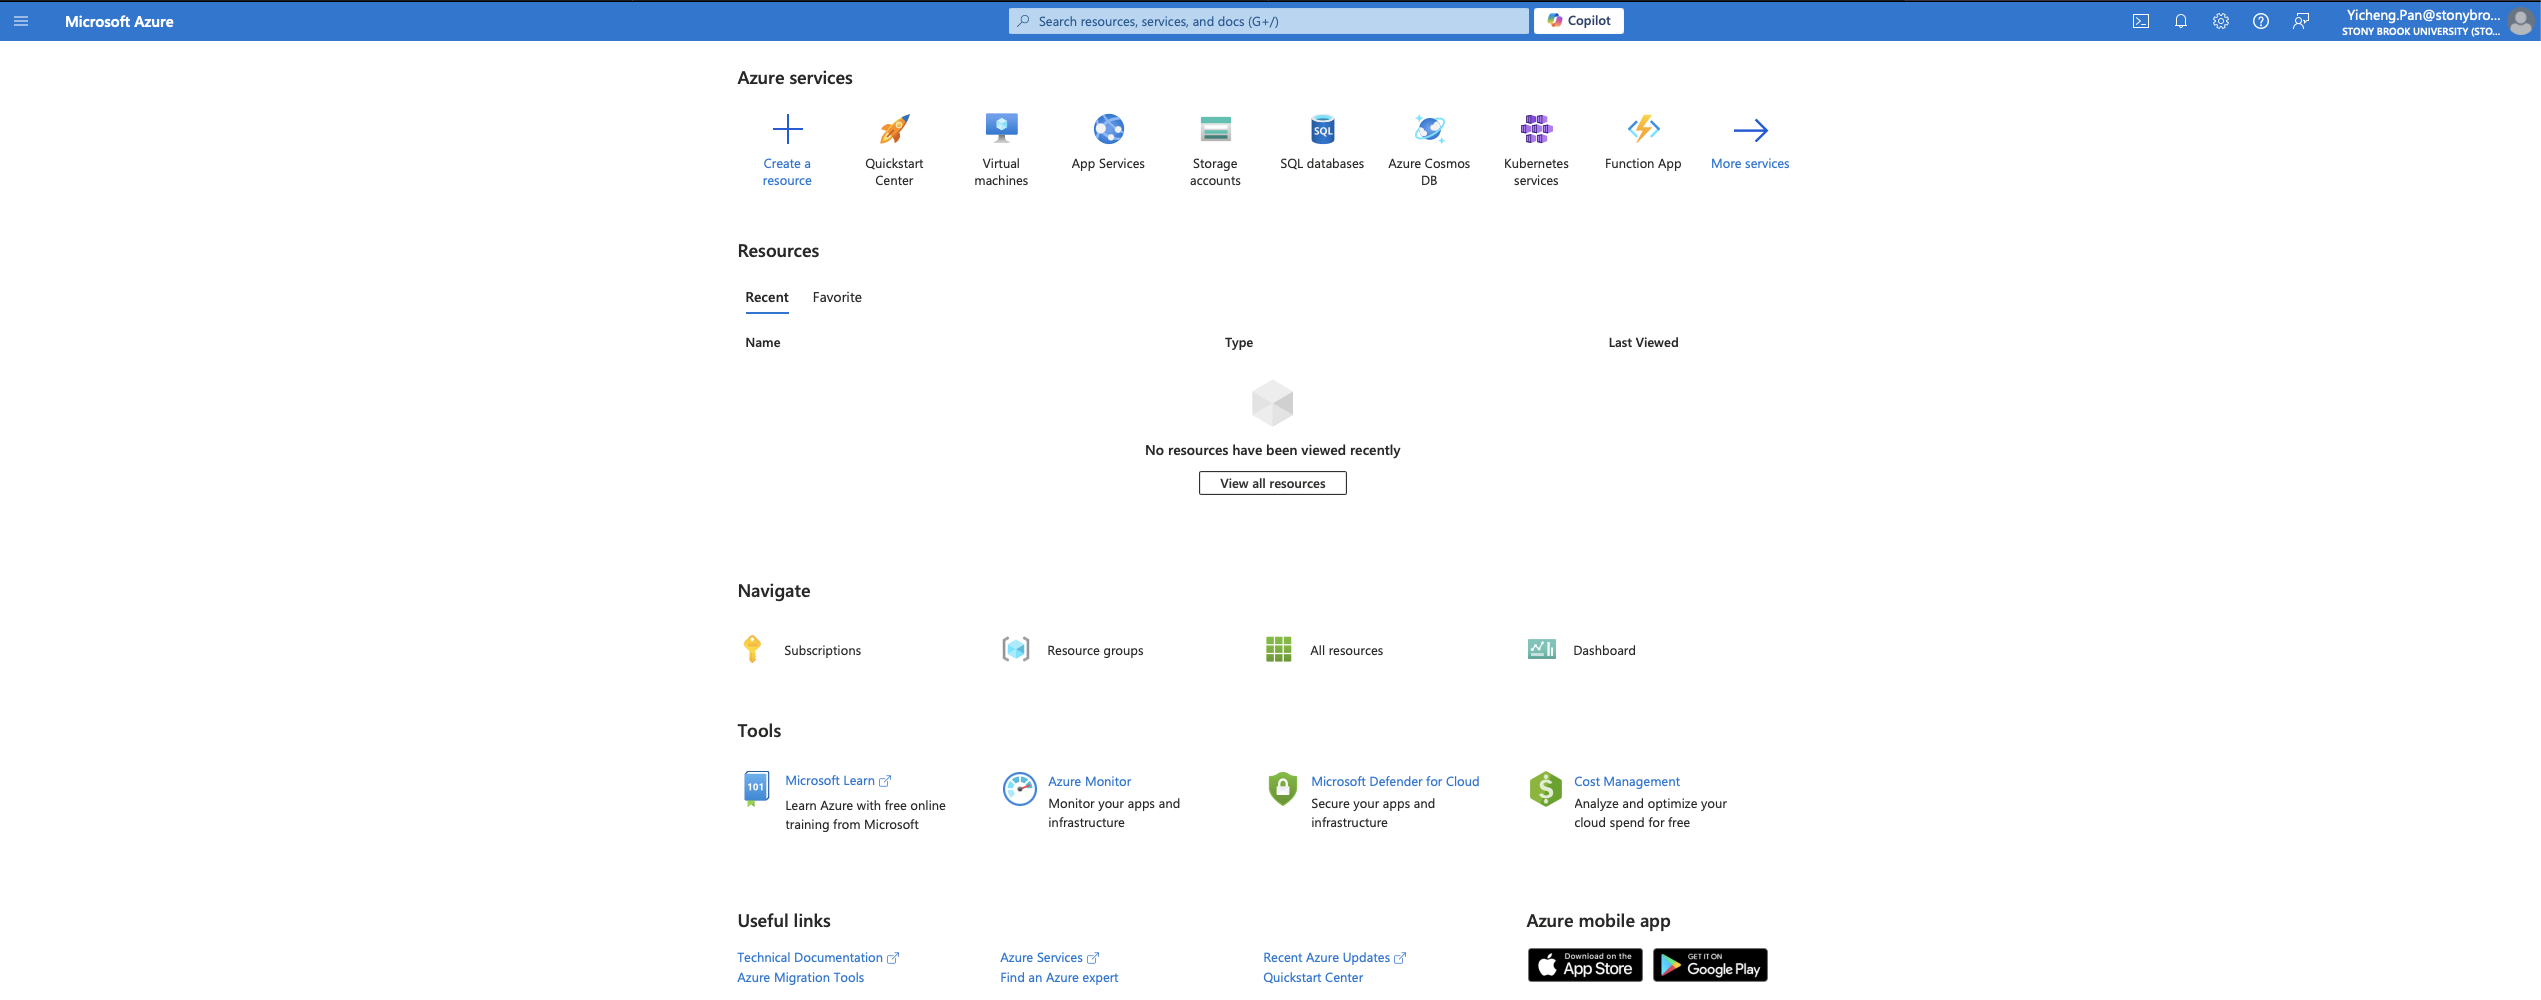 Microsoft Azure
Search resources, services, and docs (G+/)
Copilot
Yicheng.Pan@stonybro...
STONY BROOK UNIVERSITY (STO...
Azure services
Create a
resource
Quickstart
Center
Virtual
machines
App Services
Storage
accounts
SQL
SQL databases
Azure Cosmos
DB
Kubernetes
services
Function App
More services
Resources
Recent
Favorite
Name
Type
Last Viewed
No resources have been viewed recently
View all resources
Navigate
Subscriptions
Resource groups
All resources
Dashboard
Tools
101
Microsoft Learn
Learn Azure with free online
training from Microsoft
Azure Monitor
Monitor your apps and
infrastructure
Microsoft Defender for Cloud
Secure your apps and
infrastructure
$
Cost Management
Analyze and optimize your
cloud spend for free
Useful links
Technical Documentation
Azure Migration Tools
Azure Services
Find an Azure expert
Recent Azure Updates
Quickstart Center
Azure mobile app
Download on the
App Store
GET IT ON
Google Play